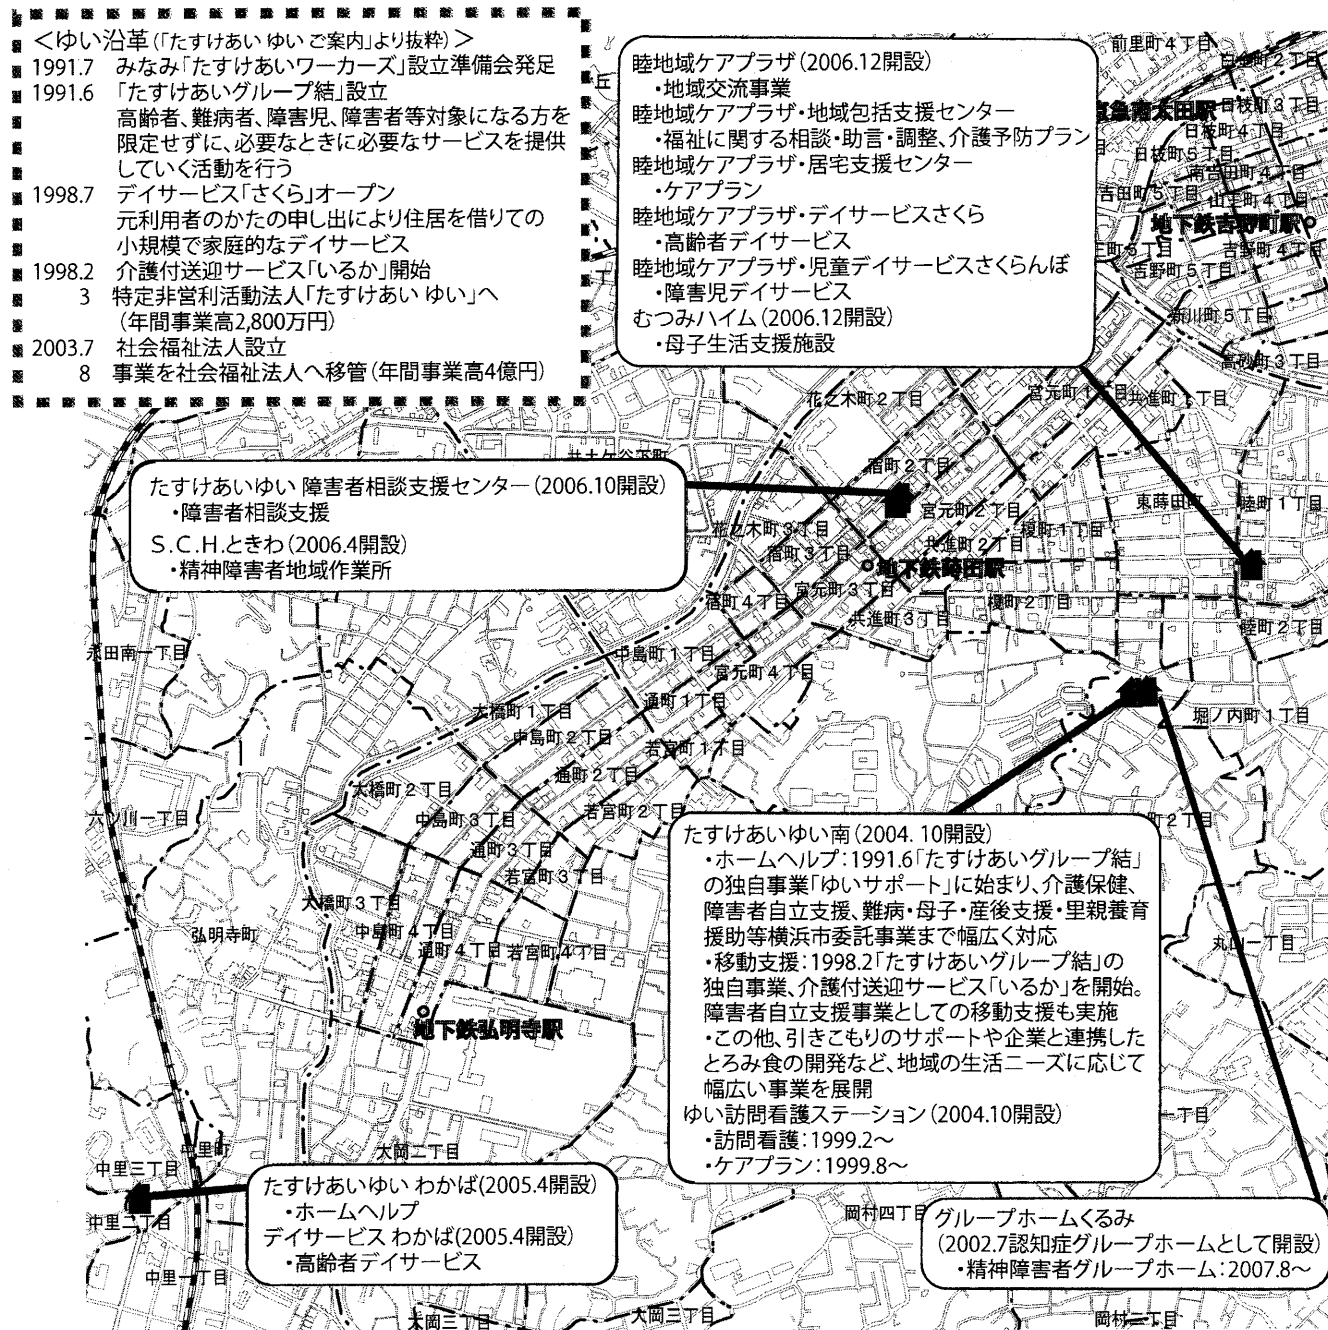 ＜ゆい沿革(「たすけあい ゆい ご案内」より抜粋)＞
1991.7 みなみ「たすけあいワーカーズ」設立準備会発足
1991.6 「たすけあいグループ結」設立
高齢者、難病者、障害児、障害者等対象になる方を
限定せずに、必要なときに必要なサービスを提供
していく活動を行う
1998.7 デイサービス「さくら」オープン
元利用者のかたの申し出により住居を借りての
小規模で家庭的なデイサービス
1998.2 介護付送迎サービス「いるか」開始
3 特定非営利活動法人「たすけあい ゆい」へ
(年間事業高2,800万円)
2003.7 社会福祉法人設立
8 事業を社会福祉法人へ移管(年間事業高4億円)
睦地域ケアプラザ(2006.12開設)
・地域交流事業
睦地域ケアプラザ・地域包括支援センター
・福祉に関する相談・助言・調整、介護予防プラン
睦地域ケアプラザ・居宅支援センター
・ケアプラン
睦地域ケアプラザ・デイサービスさくら
・高齢者デイサービス
睦地域ケアプラザ・児童デイサービスさくらんぼ
・障害児デイサービス
むつみハイム(2006.12開設)
・母子生活支援施設
前里町4丁目
日枝町3丁目
日枝町4丁目
日枝町5丁目
南吉田町4丁目
吉田町5丁目
山王町4丁目
地下鉄吉野町駅
王町5丁目
吉野町4丁目
吉野町5丁目
新川町5丁目
高砂町3丁目
花之木町2丁目
宮元町1丁目
共進町1丁目
井土ケ谷下町
宿町2丁目
たすけあいゆい 障害者相談支援センター(2006.10開設)
・障害者相談支援
S.C.H.ときわ(2006.4開設)
・精神障害者地域作業所
宮元町2丁目
東蒔田町
睦町1丁目
花之木町3丁目
榎町1丁目
宿町3丁目
共進町2丁目
地下鉄蒔田駅
宿町4丁目
宮元町3丁目
共進町3丁目
榎町2丁目
睦町2丁目
永田南一丁目
中島町1丁目
宮元町4丁目
通町1丁目
大橋町1丁目
堀ノ内町1丁目
中島町2丁目
若宮町1丁目
通町2丁目
大橋町2丁目
六ツ川一丁目
中島町3丁目
若宮町2丁目
町2丁目
通町3丁目
若宮町3丁目
大橋町3丁目
弘明寺町
中島町4丁目
通町4丁目
若宮町4丁目
丸山一丁目
地下鉄弘明寺駅
たすけあいゆい南(2004. 10開設)
・ホームヘルプ：1991.6「たすけあいグループ結」
の独自事業「ゆいサポート」に始まり、介護保健、
障害者自立支援、難病・母子・産後支援・里親養育
援助等横浜市委託事業まで幅広く対応
・移動支援：1998.2「たすけあいグループ結」の
独自事業、介護付送迎サービス「いるか」を開始。
障害者自立支援事業としての移動支援も実施
・この他、引きこもりのサポートや企業と連携した
とろみ食の開発など、地域の生活ニーズに応じて
幅広い事業を展開
ゆい訪問看護ステーション(2004.10開設)
・訪問看護：1999.2～
・ケアプラン：1999.8～
一丁目
中里町
中里三丁目
大岡二丁目
中里二丁目
中里一丁目
たすけあいゆい わかば(2005.4開設)
・ホームヘルプ
デイサービス わかば(2005.4開設)
・高齢者デイサービス
岡村四丁目
グループホームくるみ
(2002.7認知症グループホームとして開設)
・精神障害者グループホーム：2007.8～
大岡三丁目
大岡三丁目
岡村二丁目